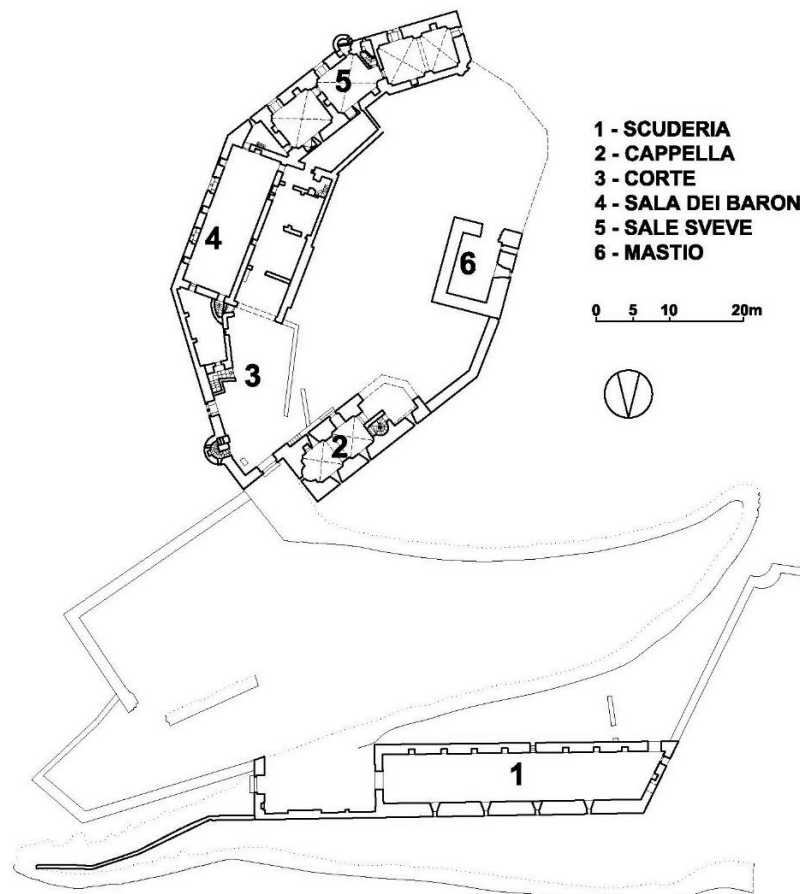 5
4
6
3
2
1
1 - SCUDERIA
2 - CAPPELLA
3 - CORTE
4 - SALA DEI BARON
5 - SALE SVEVE
6 - MASTIO
0 5 10 20m